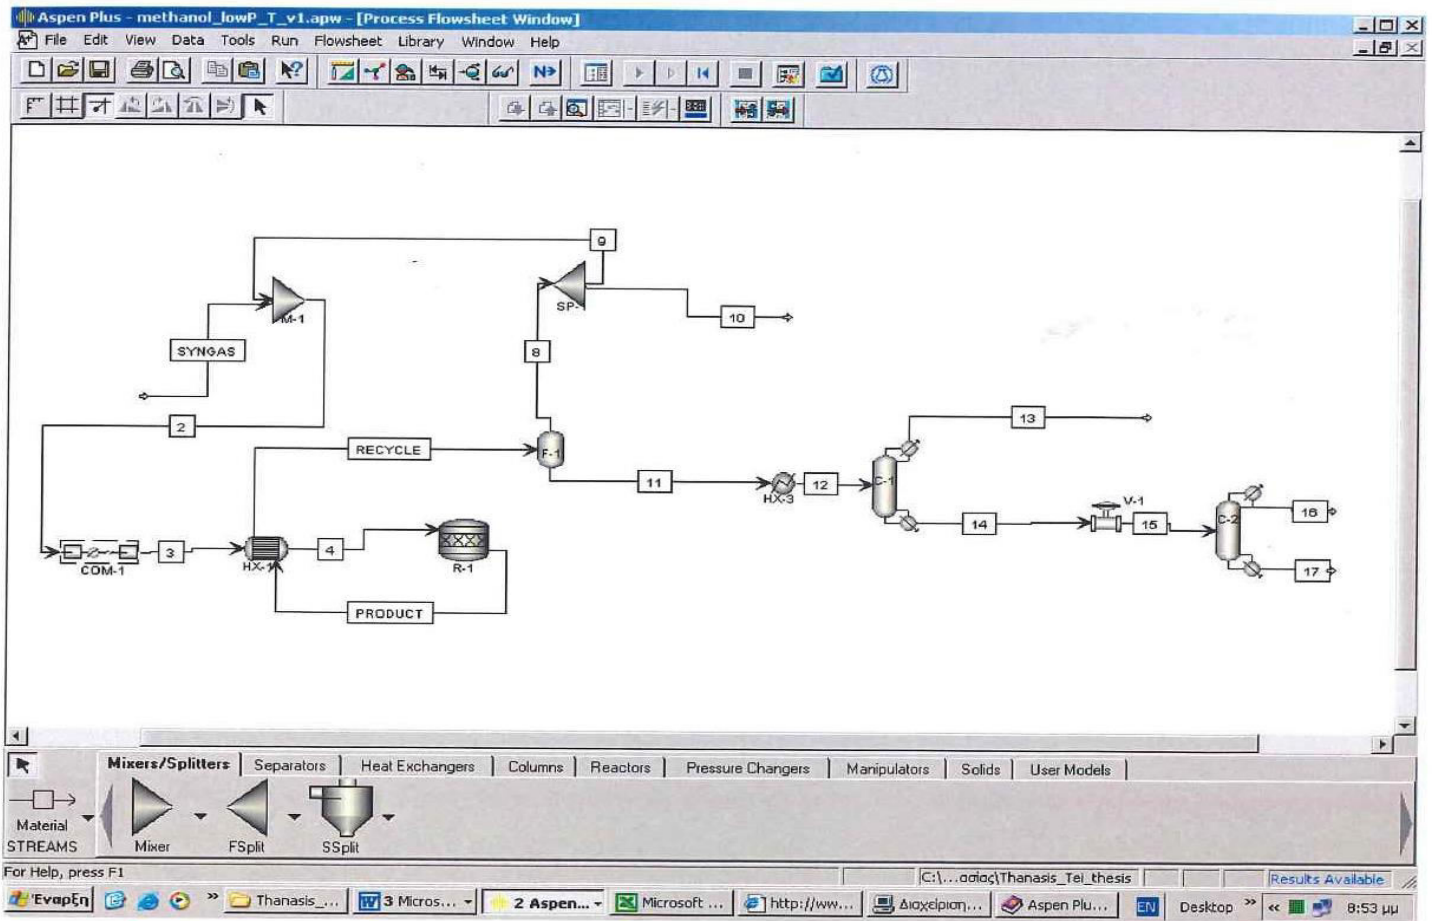 Aspen Plus - methanol_lowP_T_v1.apw - [Process Flowsheet Window]
File Edit View Data Tools Run Flowsheet Library Window Help
N>
9
M-1
SP-1
10
SYNGAS
8
13
2
RECYCLE
F-1
11
HX-3
12
C-1
V-1
14
15
C-2
16
17
COM-1
3
HX-1
4
R-1
PRODUCT
Mixers/Splitters Separators Heat Exchangers Columns Reactors Pressure Changers Manipulators Solids User Models
Material
STREAMS
Mixer FSplit SSplit
For Help, press F1 C:\...ασίας\Thanasis_Tei_thesis Results Available
Έναρξη Thanasis_... 3 Micros... 2 Aspen... Microsoft ... http://ww... Διαχείριση... Aspen Plu... EN Desktop 8:53 μμ